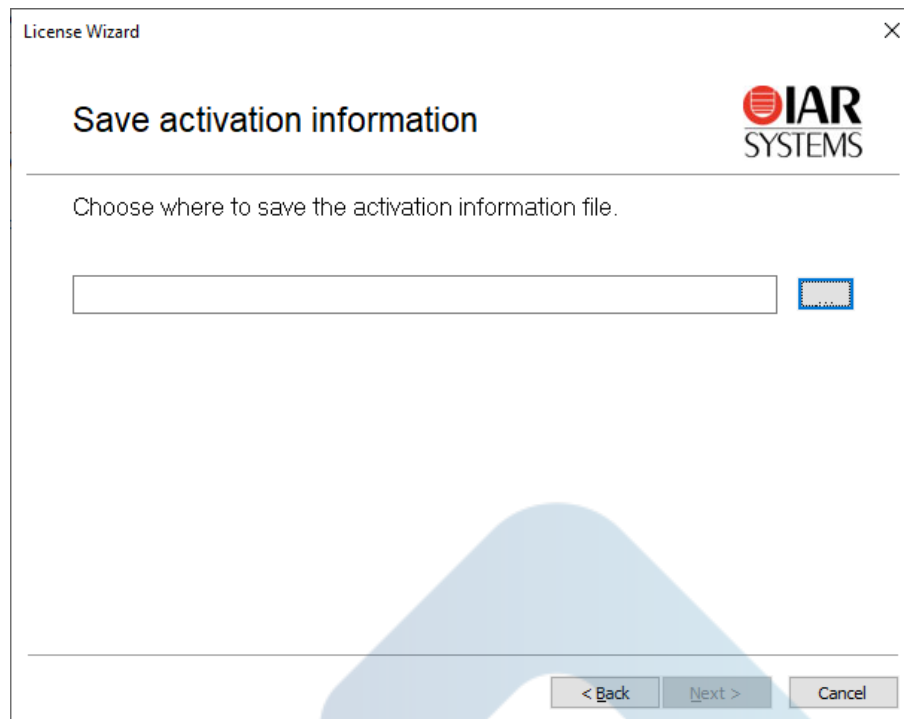 License Wizard
Save activation information
IAR
SYSTEMS
Choose where to save the activation information file.
...
< Back
Next >
Cancel